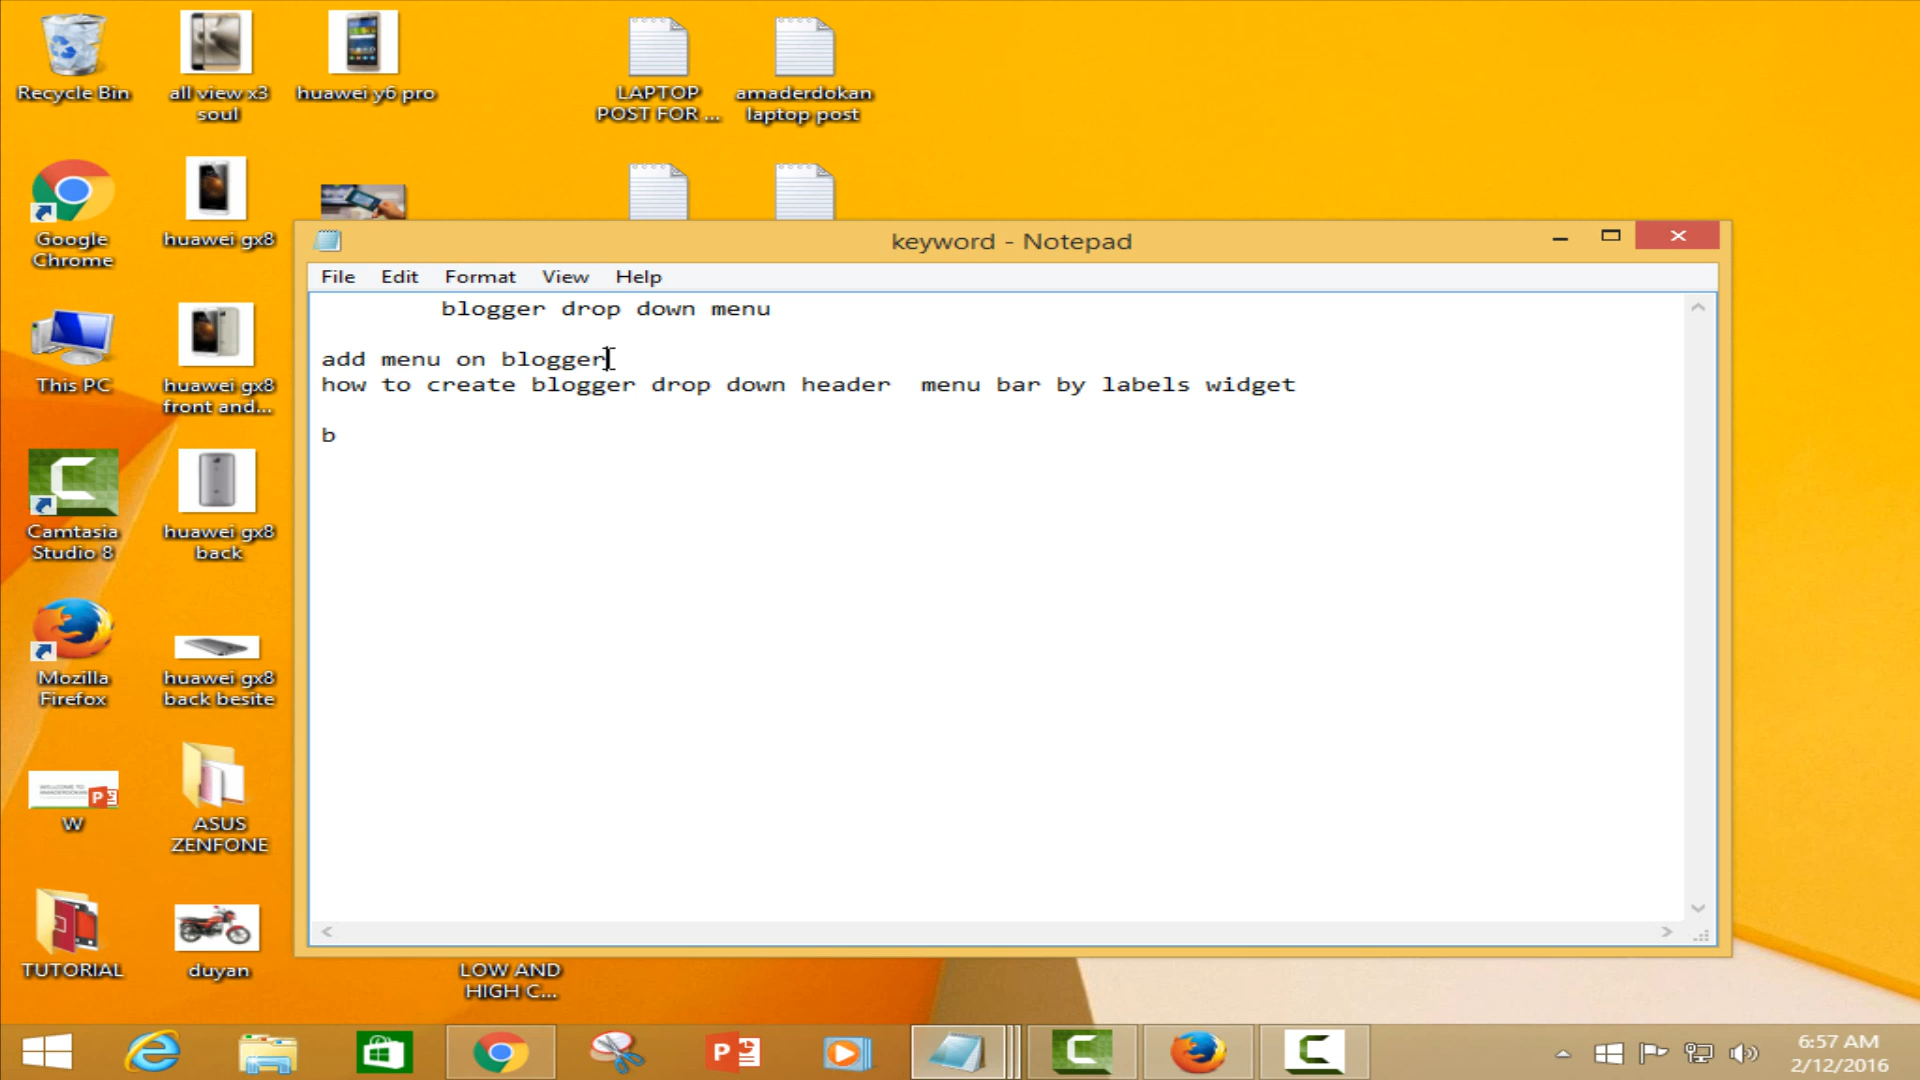 Recycle Bin
all view x3
soul
huawei y6 pro
LAPTOP
POST FOR ...
amaderdokan
laptop post
Google
Chrome
huawei gx8
keyword - Notepad
File Edit Format View Help
blogger drop down menu
add menu on blogger
how to create blogger drop down header  menu bar by labels widget
b
This PC
huawei gx8
front and...
Camtasia
Studio 8
huawei gx8
back
Mozilla
Firefox
huawei gx8
back besite
W
ASUS
ZENFONE
TUTORIAL
duyan
LOW AND
HIGH C...
6:57 AM
2/12/2016